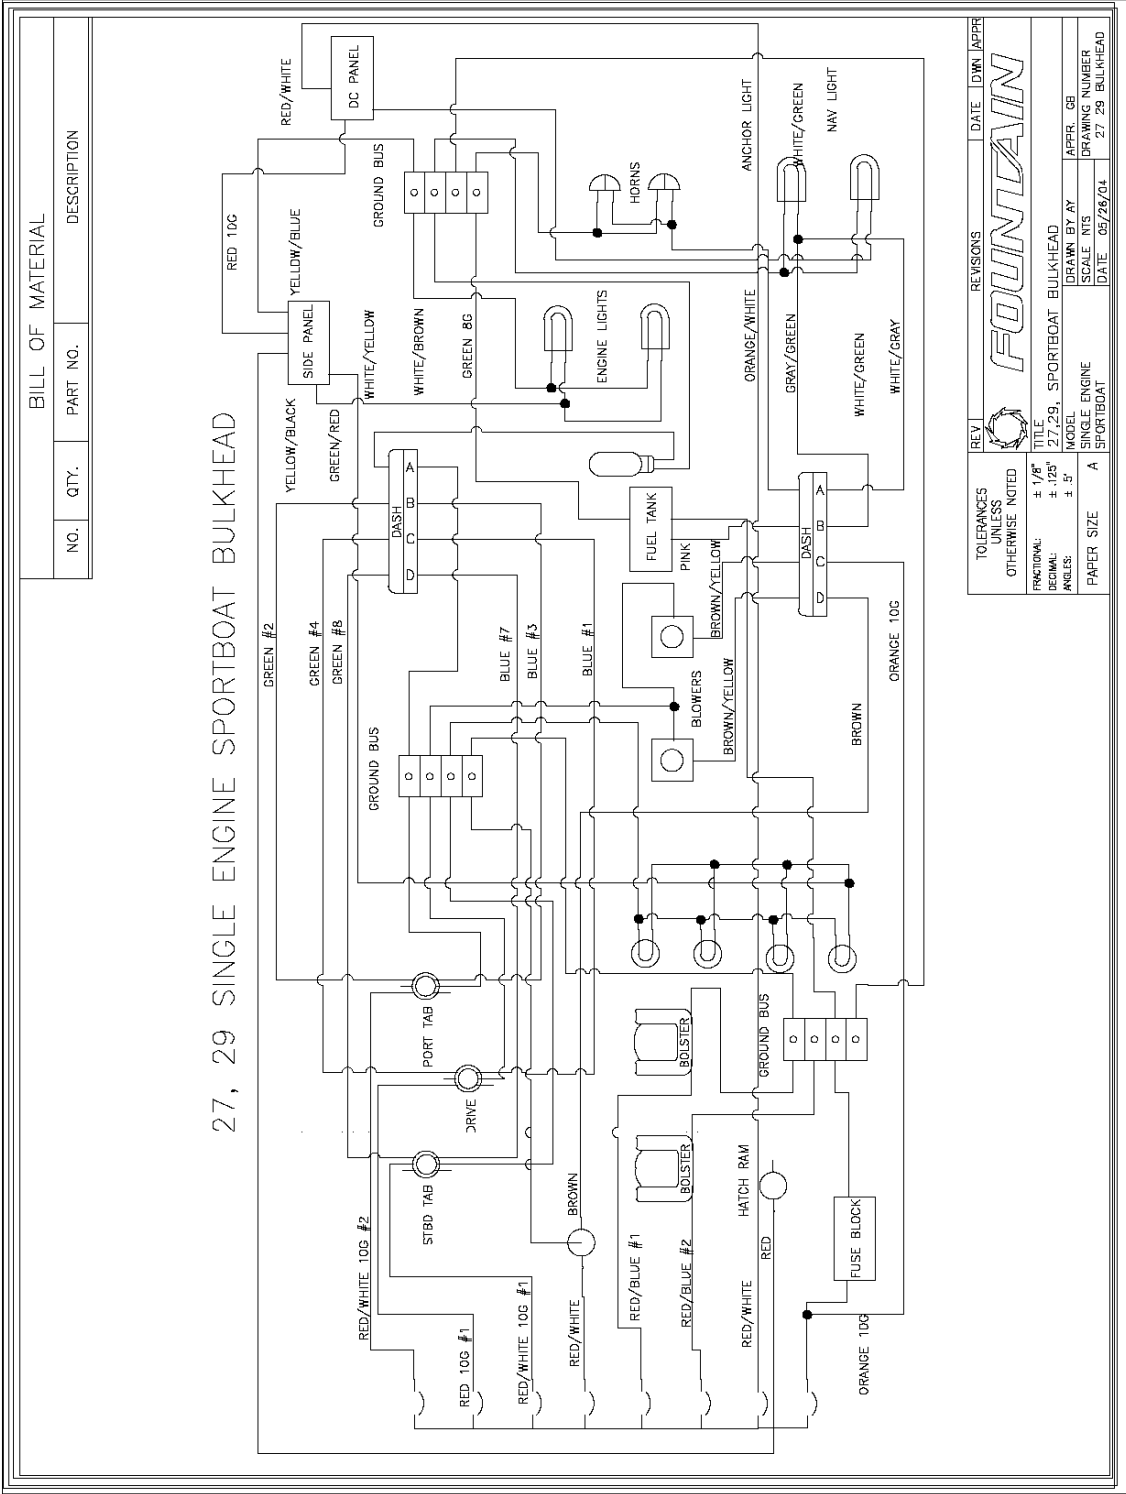 BILL OF MATERIAL
NO.
QTY.
PART NO.
DESCRIPTION
27, 29 SINGLE ENGINE SPORTBOAT BULKHEAD
RED/WHITE
DC PANEL
RED 10G
GROUND BUS
YELLOW/BLUE
SIDE PANEL
WHITE/YELLOW
WHITE/BROWN
GREEN 8G
YELLOW/BLACK
GREEN/RED
HORNS
ENGINE LIGHTS
ANCHOR LIGHT
WHITE/GREEN
NAV LIGHT
ORANGE/WHITE
GRAY/GREEN
WHITE/GREEN
WHITE/GRAY
DASH
A
B
C
D
FUEL TANK
PINK
BROWN/YELLOW
DASH
A
B
C
D
GREEN #2
GREEN #4
GREEN #8
BLUE #7
BLUE #3
BLUE #1
BROWN/YELLOW
BLOWERS
BROWN
ORANGE 10G
GROUND BUS
PORT TAB
DRIVE
STBD TAB
BOLSTER
BOLSTER
GROUND BUS
HATCH RAM
RED
FUSE BLOCK
BROWN
RED/WHITE 10G #2
RED 10G #1
RED/WHITE 10G #1
RED/WHITE
RED/BLUE #1
RED/BLUE #2
RED/WHITE
ORANGE 10G
TOLERANCES
UNLESS
OTHERWISE NOTED
FRACTIONAL: ± 1/8"
DECIMAL: ± .125"
ANGLES: ± .5°
PAPER SIZE A
REV
REVISIONS
DATE
DWN
APPR
FOUNTAIN
TITLE
27,29, SPORTBOAT BULKHEAD
MODEL
SINGLE ENGINE
SPORTBOAT
DRAWN BY AY
APPR. GB
SCALE NTS
DATE 05/26/04
DRAWING NUMBER
27 29 BULKHEAD